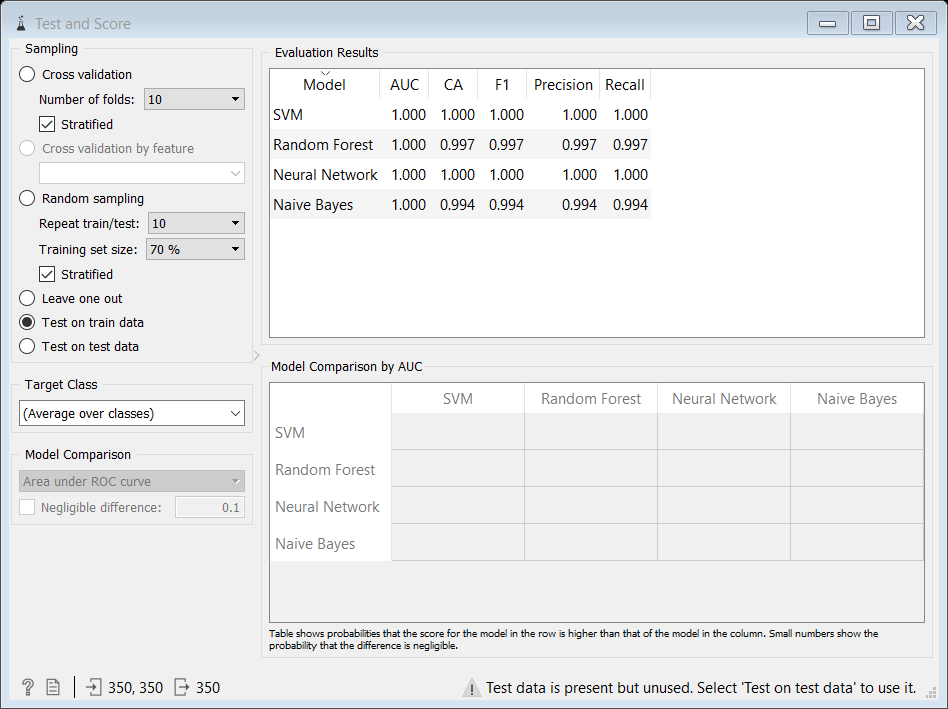 Test and Score
Sampling
Cross validation
Number of folds: 10
Stratified
Cross validation by feature
Random sampling
Repeat train/test: 10
Training set size: 70 %
Stratified
Leave one out
Test on train data
Test on test data
Target Class
(Average over classes)
Model Comparison
Area under ROC curve
Negligible difference: 0.1
Evaluation Results
Model AUC CA F1 Precision Recall
SVM 1.000 1.000 1.000 1.000 1.000
Random Forest 1.000 0.997 0.997 0.997 0.997
Neural Network 1.000 1.000 1.000 1.000 1.000
Naive Bayes 1.000 0.994 0.994 0.994 0.994
Model Comparison by AUC
SVM Random Forest Neural Network Naive Bayes
SVM
Random Forest
Neural Network
Naive Bayes
Table shows probabilities that the score for the model in the row is higher than that of the model in the column. Small numbers show the
probability that the difference is negligible.
? 350, 350 350
Test data is present but unused. Select 'Test on test data' to use it.